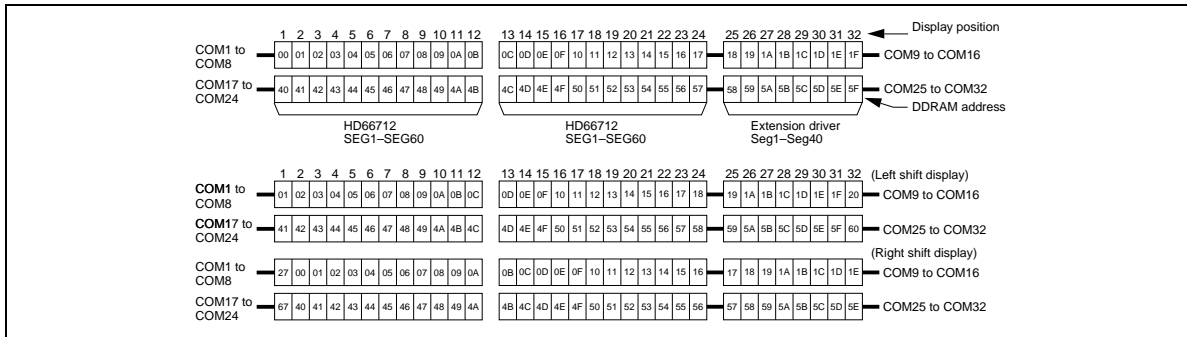 1 2 3 4 5 6 7 8 9 10 11 12 13 14 15 16 17 18 19 20 21 22 23 24 25 26 27 28 29 30 31 32 Display position
COM1 to COM8 00 01 02 03 04 05 06 07 08 09 0A 0B 0C 0D 0E 0F 10 11 12 13 14 15 16 17 18 19 1A 1B 1C 1D 1E 1F COM9 to COM16
COM17 to COM24 40 41 42 43 44 45 46 47 48 49 4A 4B 4C 4D 4E 4F 50 51 52 53 54 55 56 57 58 59 5A 5B 5C 5D 5E 5F COM25 to COM32
DDRAM address
HD66712 HD66712 Extension driver
SEG1–SEG60 SEG1–SEG60 Seg1–Seg40
1 2 3 4 5 6 7 8 9 10 11 12 13 14 15 16 17 18 19 20 21 22 23 24 25 26 27 28 29 30 31 32 (Left shift display)
COM1 to COM8 01 02 03 04 05 06 07 08 09 0A 0B 0C 0D 0E 0F 10 11 12 13 14 15 16 17 18 19 1A 1B 1C 1D 1E 1F 20 COM9 to COM16
COM17 to COM24 41 42 43 44 45 46 47 48 49 4A 4B 4C 4D 4E 4F 50 51 52 53 54 55 56 57 58 59 5A 5B 5C 5D 5E 5F 60 COM25 to COM32
(Right shift display)
COM1 to COM8 27 00 01 02 03 04 05 06 07 08 09 0A 0B 0C 0D 0E 0F 10 11 12 13 14 15 16 17 18 19 1A 1B 1C 1D 1E COM9 to COM16
COM17 to COM24 67 40 41 42 43 44 45 46 47 48 49 4A 4B 4C 4D 4E 4F 50 51 52 53 54 55 56 57 58 59 5A 5B 5C 5D 5E COM25 to COM32